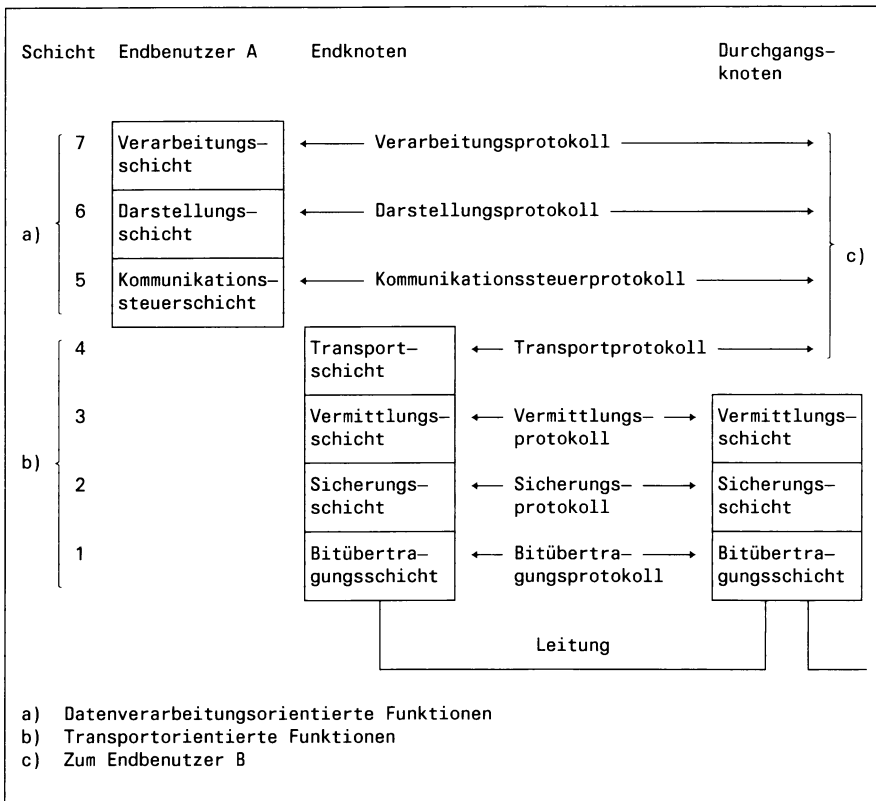 Schicht Endbenutzer A Endknoten Durchgangs-
knoten
7 Verarbeitungs- Verarbeitungsprotokoll
schicht
6 Darstellungs- Darstellungsprotokoll
schicht
a)
c)
5 Kommunikations- Kommunikationssteuerprotokoll
steuerschicht
4 Transport- Transportprotokoll
schicht
3 Vermittlungs- Vermittlungs- Vermittlungs-
schicht protokoll schicht
b)
2 Sicherungs- Sicherungs- Sicherungs-
schicht protokoll schicht
1 Bitübertra- Bitübertra- Bitübertra-
gungsschicht gungsprotokoll gungsschicht
Leitung
a) Datenverarbeitungsorientierte Funktionen
b) Transportorientierte Funktionen
c) Zum Endbenutzer B